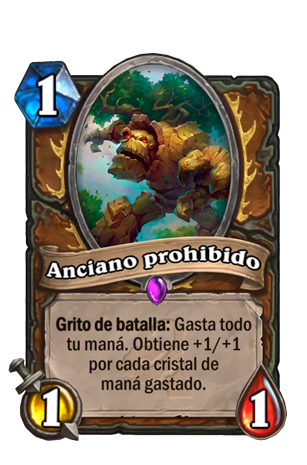 1
Anciano prohibido
Grito de batalla: Gasta todo
tu maná. Obtiene +1/+1
por cada cristal de
maná gastado.
1 1